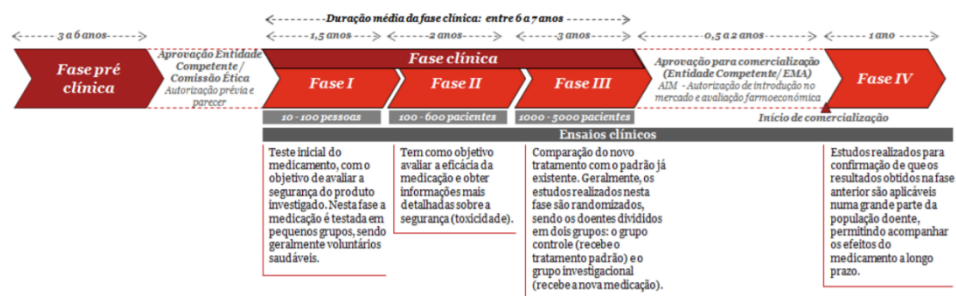 Duração média da fase clínica: entre 6 a 7 anos
3 a 6 anos
1,5 anos
2 anos
3 anos
0,5 a 2 anos
1 ano
Fase pré
clínica
Aprovação Entidade
Competente /
Comissão Ética
Autorização prévia e
parecer
Fase clínica
Fase I
Fase II
Fase III
Aprovação para comercialização
(Entidade Competente/ EMA)
AIM - Autorização de introdução no
mercado e avaliação farmoeconómica
Fase IV
10 - 100 pessoas
100 - 600 pacientes
1000 - 5000 pacientes
Início de comercialização
Ensaios clínicos
Teste inicial do
medicamento, com o
objetivo de avaliar a
segurança do produto
investigado. Nesta fase a
medicação é testada em
pequenos grupos, sendo
geralmente voluntários
saudáveis.
Tem como objetivo
avaliar a eficácia da
medicação e obter
informações mais
detalhadas sobre a
segurança (toxicidade).
Comparação do novo
tratamento com o padrão já
existente. Geralmente, os
estudos realizados nesta
fase são randomizados,
sendo os doentes divididos
em dois grupos: o grupo
controle (recebe o
tratamento padrão) e o
grupo investigacional
(recebe a nova medicação).
Estudos realizados para
confirmação de que os
resultados obtidos na fase
anterior são aplicáveis
numa grande parte da
população doente,
permitindo acompanhar
os efeitos do
medicamento a longo
prazo.